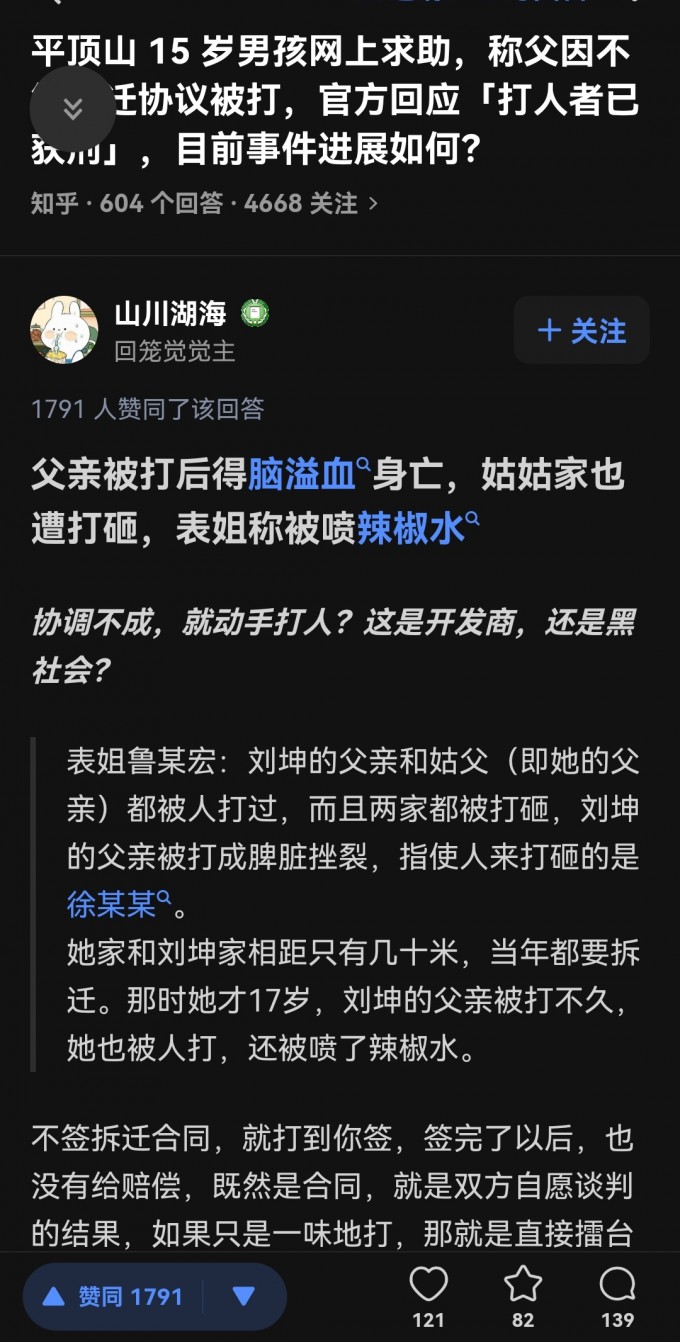 平顶山 15 岁男孩网上求助，称父因不
迁协议被打，官方回应「打人者已
获刑」，目前事件进展如何？
知乎 · 604 个回答 · 4668 关注 >
山川湖海
回笼觉觉主
+ 关注
1791 人赞同了该回答
父亲被打后得脑溢血身亡，姑姑家也
遭打砸，表姐称被喷辣椒水
协调不成，就动手打人？这是开发商，还是黑
社会？
表姐鲁某宏：刘坤的父亲和姑父（即她的父
亲）都被人打过，而且两家都被打砸，刘坤
的父亲被打成脾脏挫裂，指使人来打砸的是
徐某某。
她家和刘坤家相距只有几十米，当年都要拆
迁。那时她才17岁，刘坤的父亲被打不久，
她也被人打，还被喷了辣椒水。
不签拆迁合同，就打到你签，签完了以后，也
没有给赔偿，既然是合同，就是双方自愿谈判
的结果，如果只是一味地打，那就是直接擂台
赞同 1791
121
82
139